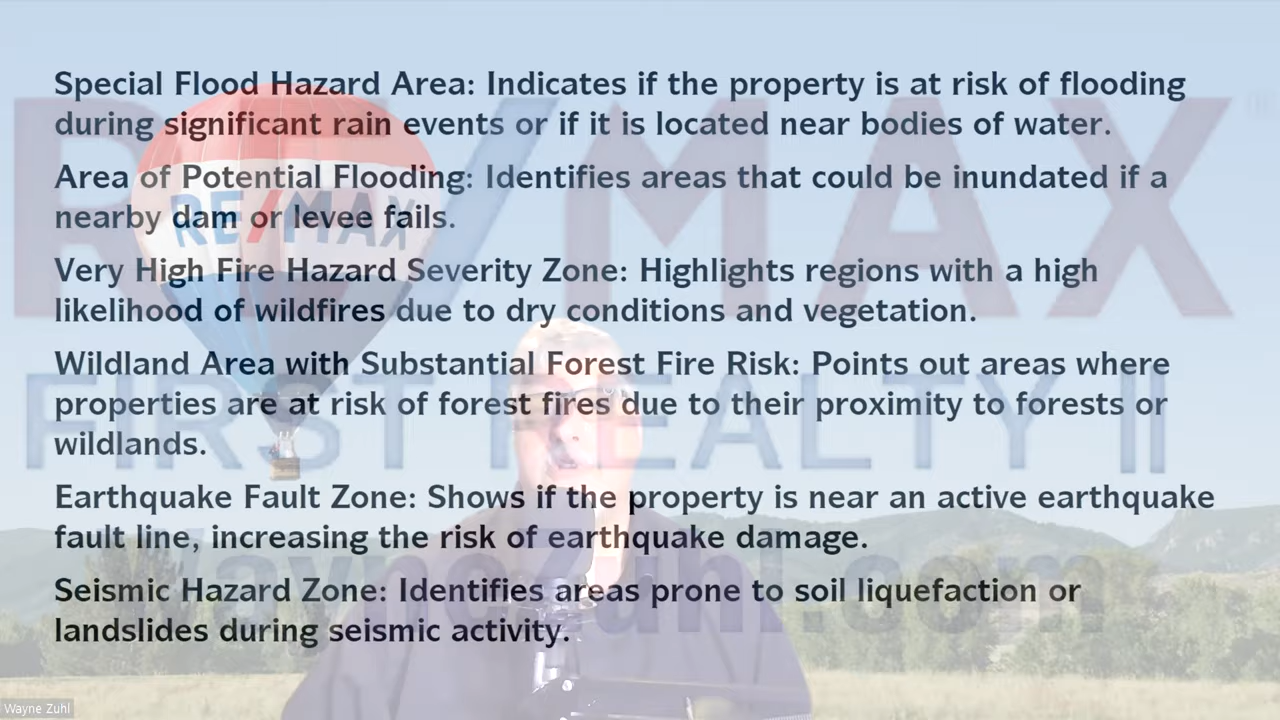 Special Flood Hazard Area: Indicates if the property is at risk of flooding
during significant rain events or if it is located near bodies of water.
Area of Potential Flooding: Identifies areas that could be inundated if a
nearby dam or levee fails.
Very High Fire Hazard Severity Zone: Highlights regions with a high
likelihood of wildfires due to dry conditions and vegetation.
Wildland Area with Substantial Forest Fire Risk: Points out areas where
properties are at risk of forest fires due to their proximity to forests or
wildlands.
Earthquake Fault Zone: Shows if the property is near an active earthquake
fault line, increasing the risk of earthquake damage.
Seismic Hazard Zone: Identifies areas prone to soil liquefaction or
landslides during seismic activity.
RE/MAX
RE/MAX
FIRST REALTY II
WayneZuhl.com
Wayne Zuhl